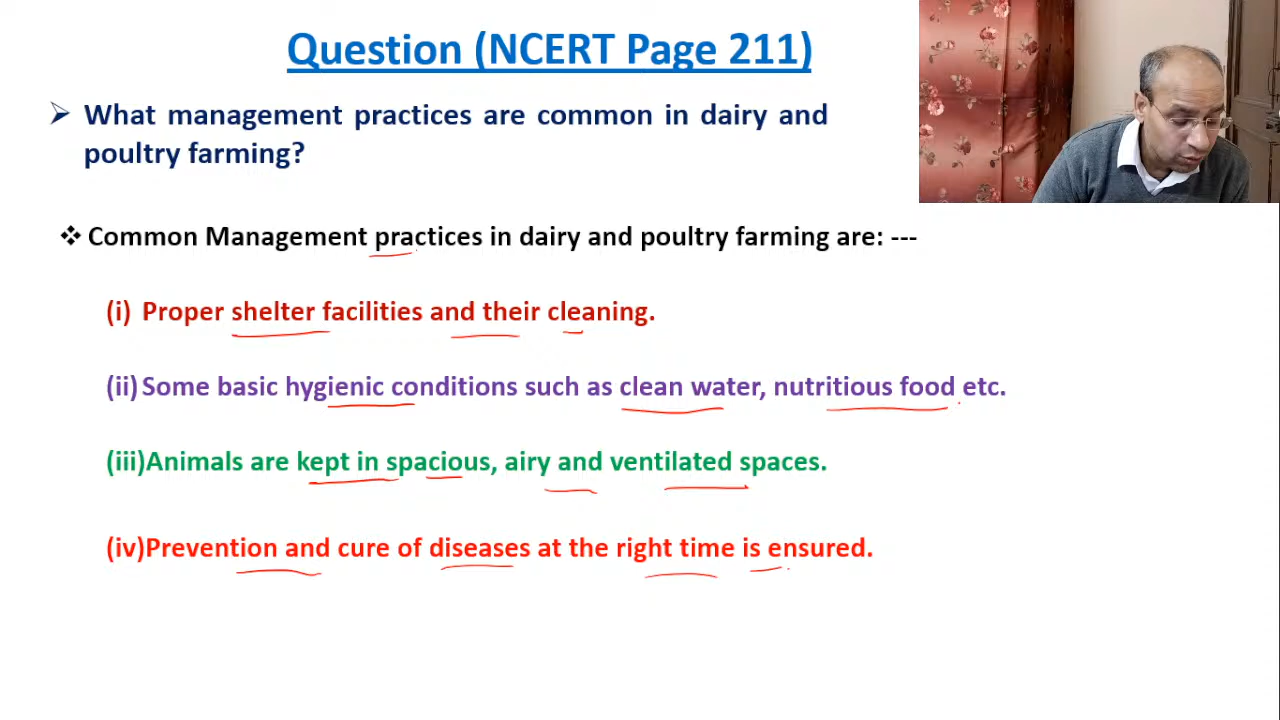 Question (NCERT Page 211)
➢ What management practices are common in dairy and
poultry farming?
❖ Common Management practices in dairy and poultry farming are: ---
(i) Proper shelter facilities and their cleaning.
(ii) Some basic hygienic conditions such as clean water, nutritious food etc.
(iii)Animals are kept in spacious, airy and ventilated spaces.
(iv)Prevention and cure of diseases at the right time is ensured.